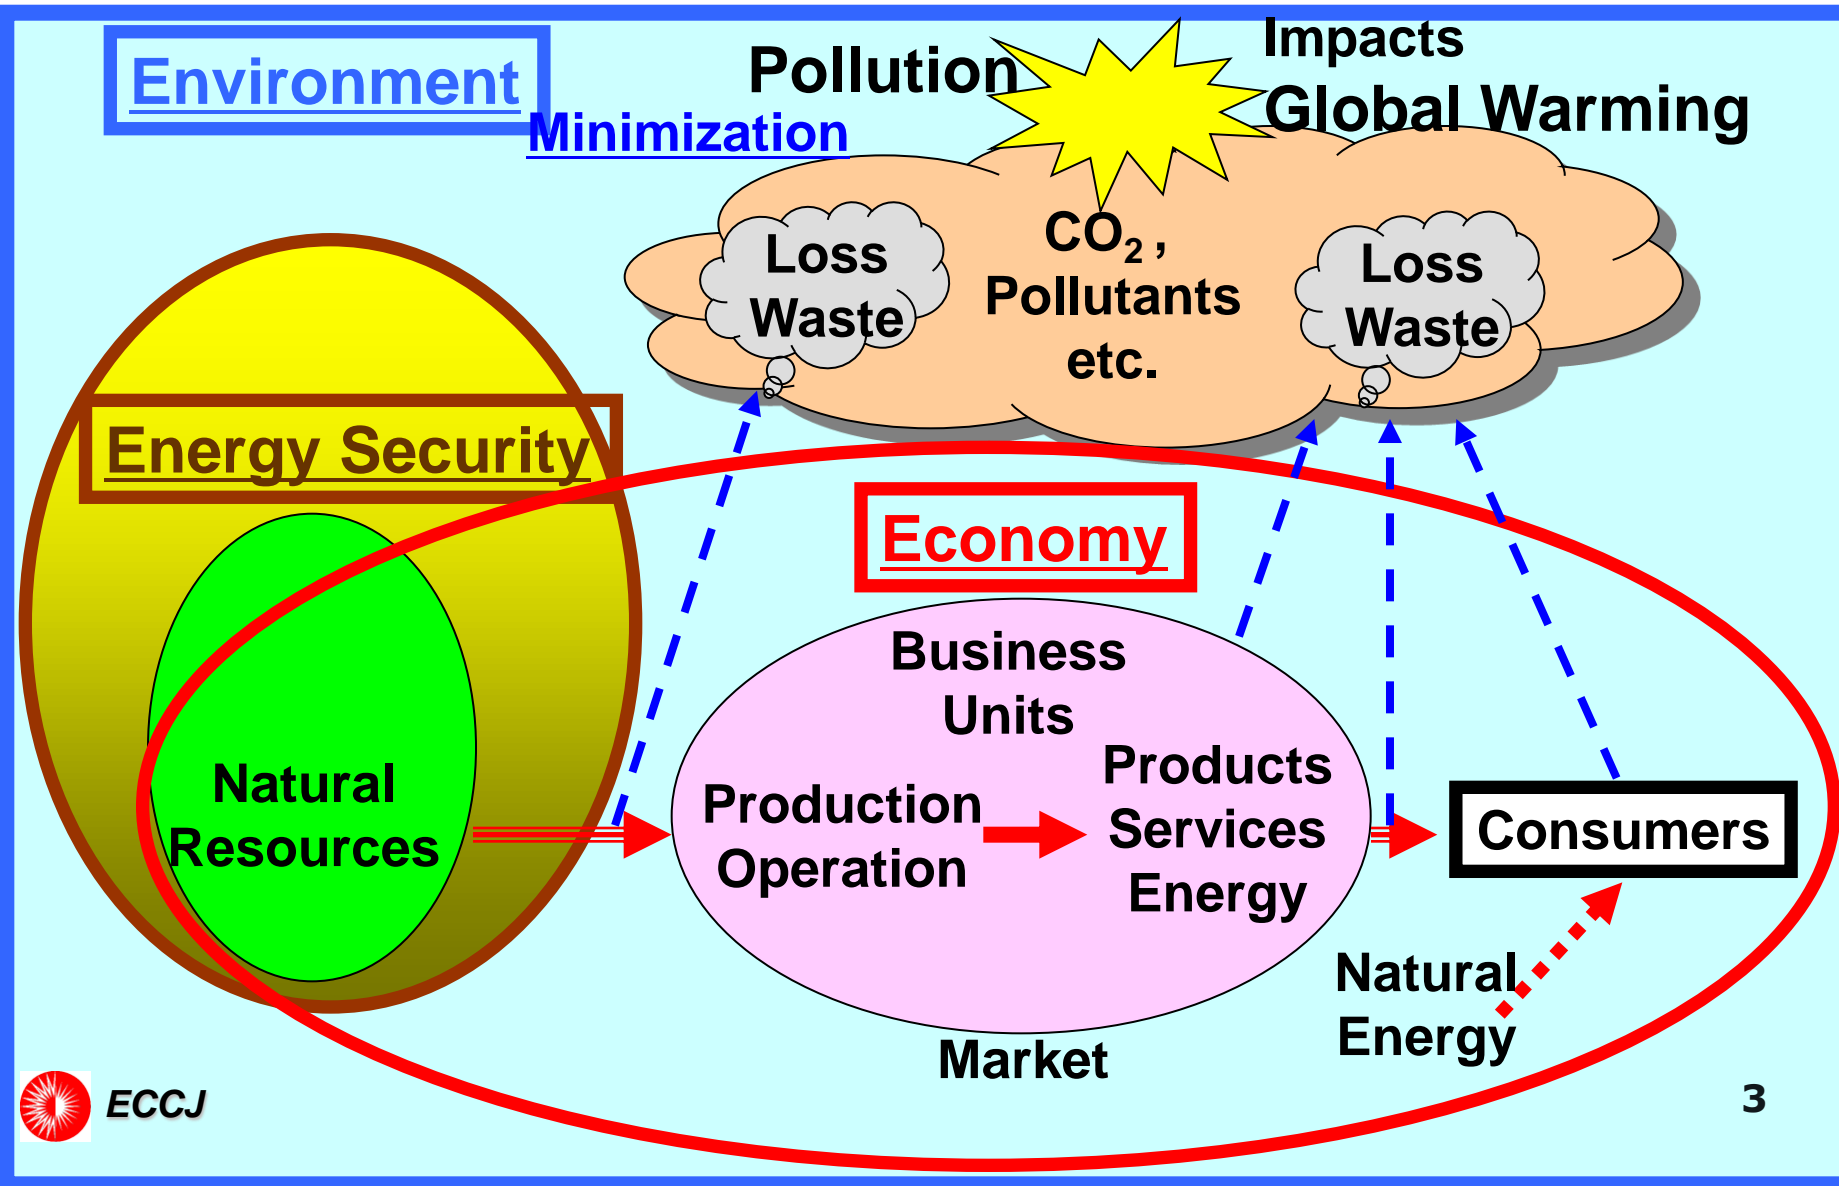 Environment
Pollution
Minimization
Impacts
Global Warming
Loss
Waste
CO₂ ,
Pollutants
etc.
Loss
Waste
Energy Security
Economy
Business
Units
Natural
Resources
Production
Operation
Products
Services
Energy
Consumers
Natural
Energy
Market
ECCJ
3